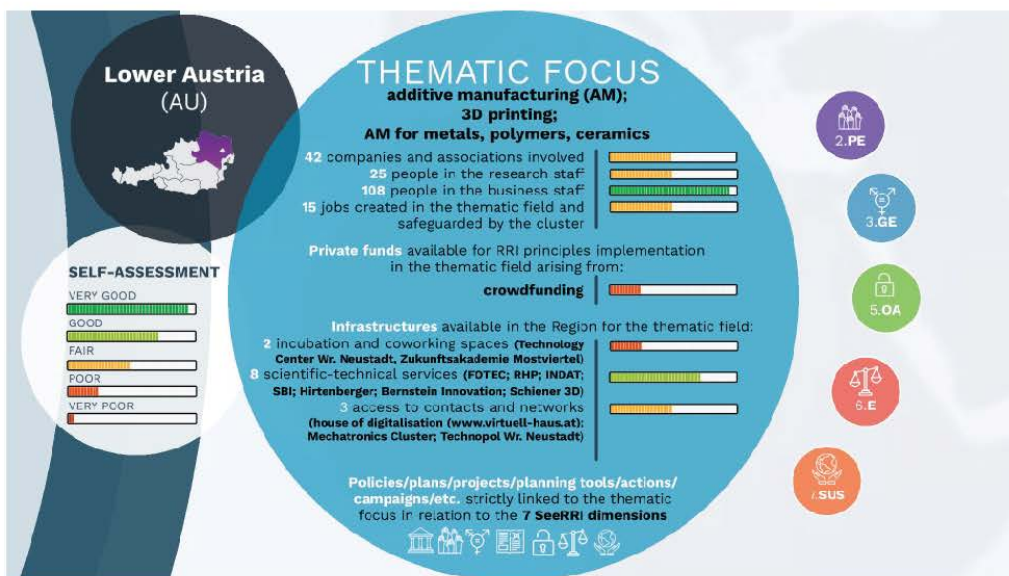 Lower Austria
(AU)
SELF-ASSESSMENT
VERY GOOD
GOOD
FAIR
POOR
VERY POOR
THEMATIC FOCUS
additive manufacturing (AM);
3D printing;
AM for metals, polymers, ceramics
42 companies and associations involved
25 people in the research staff
108 people in the business staff
15 jobs created in the thematic field and
safeguarded by the cluster
Private funds available for RRI principles implementation
in the thematic field arising from:
crowdfunding
Infrastructures available in the Region for the thematic field:
2 incubation and coworking spaces (Technology
Center Wr. Neustadt, Zukunftsakademie Mostviertel)
8 scientific-technical services (FOTEC; RHP; INDAT;
SBI; Hirtenberger; Bernstein Innovation; Schiener 3D)
3 access to contacts and networks
(house of digitalisation (www.virtuell-haus.at);
Mechatronics Cluster; Technopol Wr. Neustadt)
Policies/plans/projects/planning tools/actions/
campaigns/etc. strictly linked to the thematic
focus in relation to the 7 SeeRRI dimensions
2.PE
3.GE
5.OA
6.E
7.SUS